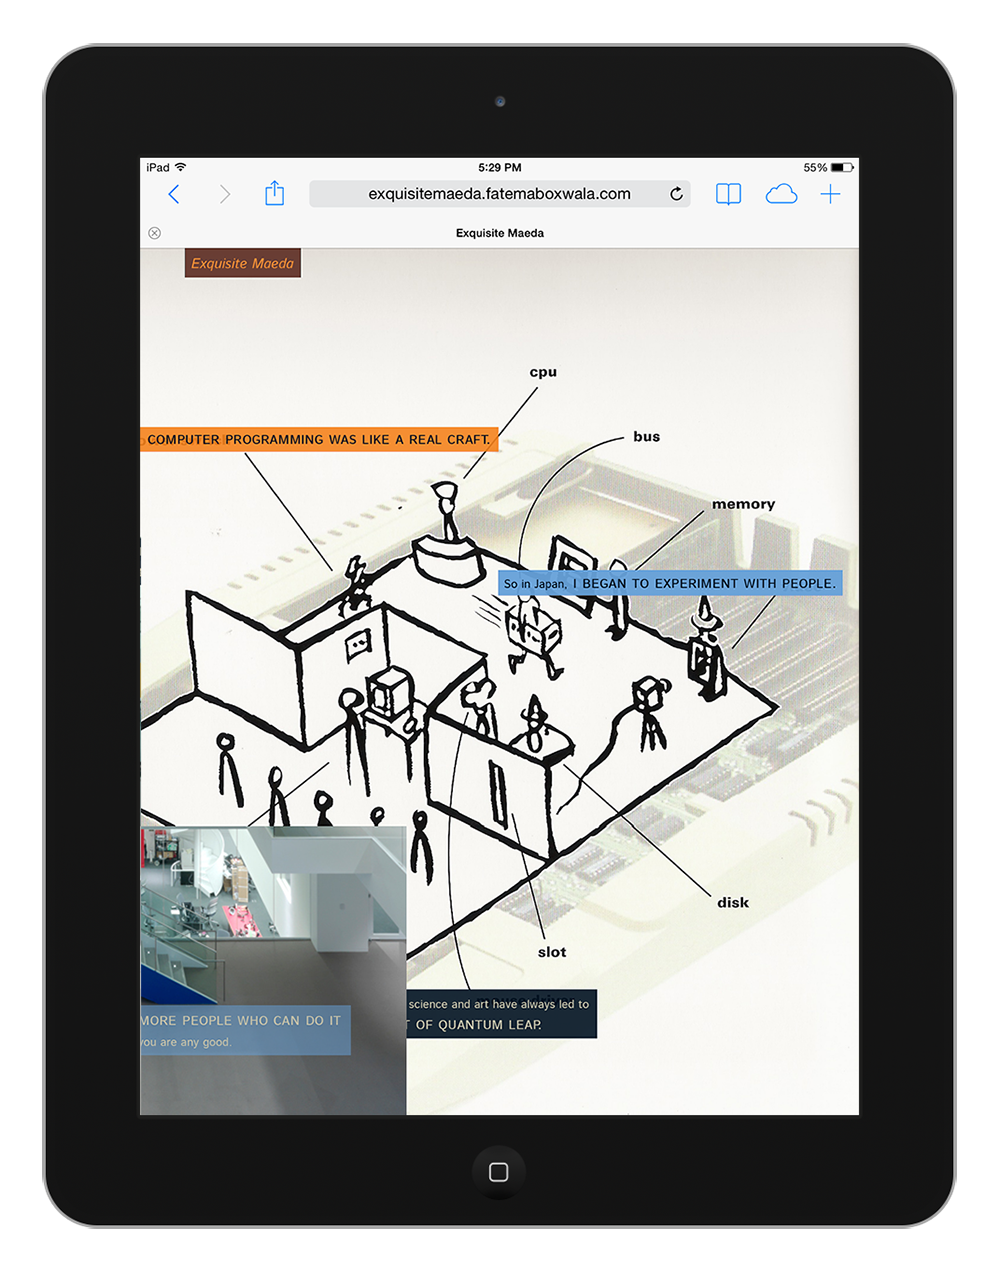 iPad 5:29 PM 55%
exquisitemaeda.fatemaboxwala.com
Exquisite Maeda
Exquisite Maeda
cpu
COMPUTER PROGRAMMING WAS LIKE A REAL CRAFT.
bus
memory
So in Japan, I BEGAN TO EXPERIMENT WITH PEOPLE.
disk
slot
science and art have always led to
T OF QUANTUM LEAP.
MORE PEOPLE WHO CAN DO IT
you are any good.